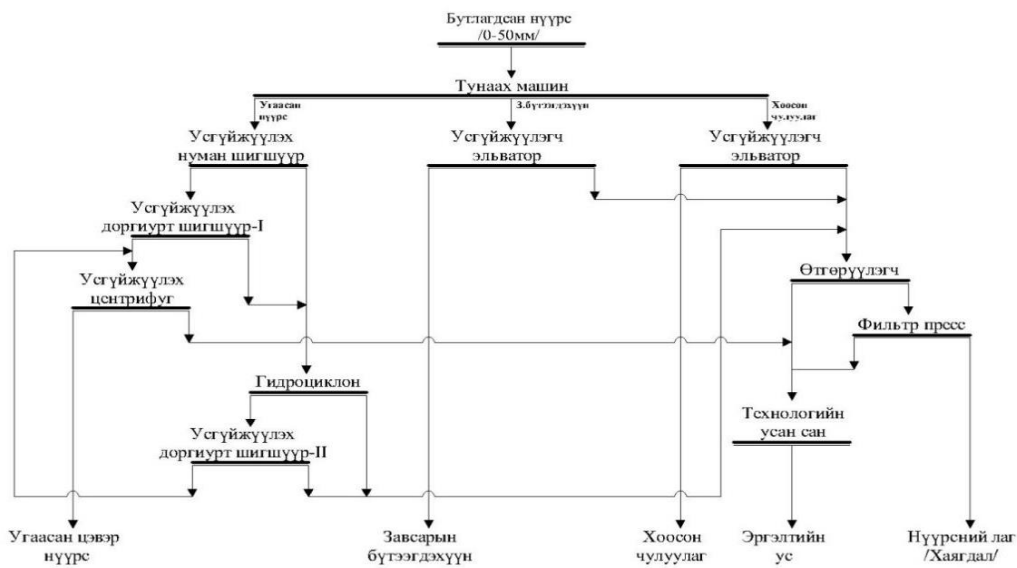 Бутлагдсан нүүрс
/0-50мм/
Тунаах машин
Угаасан
нүүрс
З.бүтээгдэхүүн
Хоосон
чулуулаг
Усгүйжүүлэх
нуман шигшүүр
Усгүйжүүлэгч
эльватор
Усгүйжүүлэгч
эльватор
Усгүйжүүлэх
доргиурт шигшүүр-I
Усгүйжүүлэх
центрифуг
Өтгөрүүлэгч
Фильтр пресс
Гидроциклон
Технологийн
усан сан
Усгүйжүүлэх
доргиурт шигшүүр-II
Угаасан цэвэр
нүүрс
Завсарын
бүтээгдэхүүн
Хоосон
чулуулаг
Эргэлтийн
ус
Нүүрсний лаг
/Хаягдал/